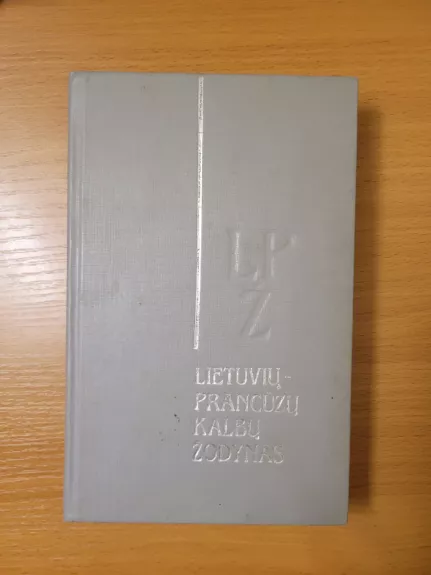 LP
Ž
LIETUVIŲ-
PRANCŪZŲ
KALBŲ
ŽODYNAS